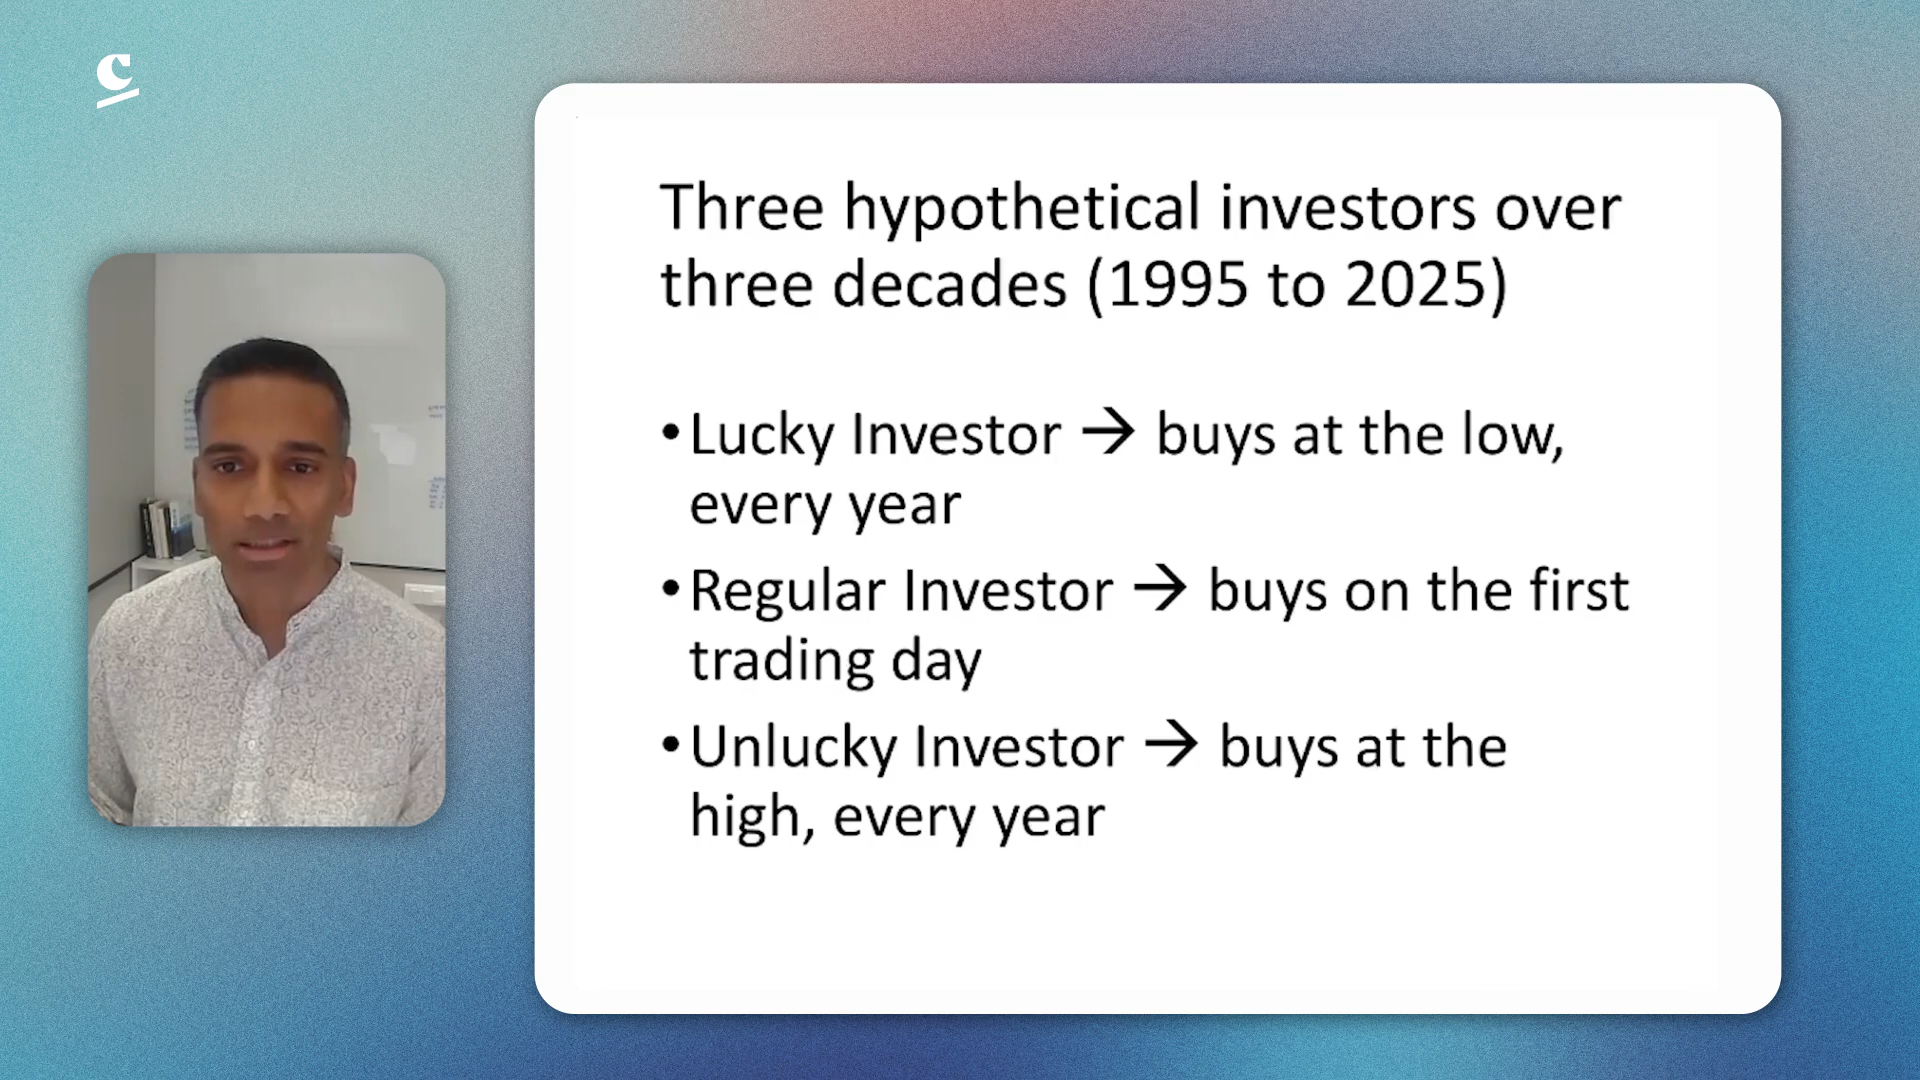 Three hypothetical investors over
three decades (1995 to 2025)
•Lucky Investor → buys at the low,
every year
•Regular Investor → buys on the first
trading day
•Unlucky Investor → buys at the
high, every year